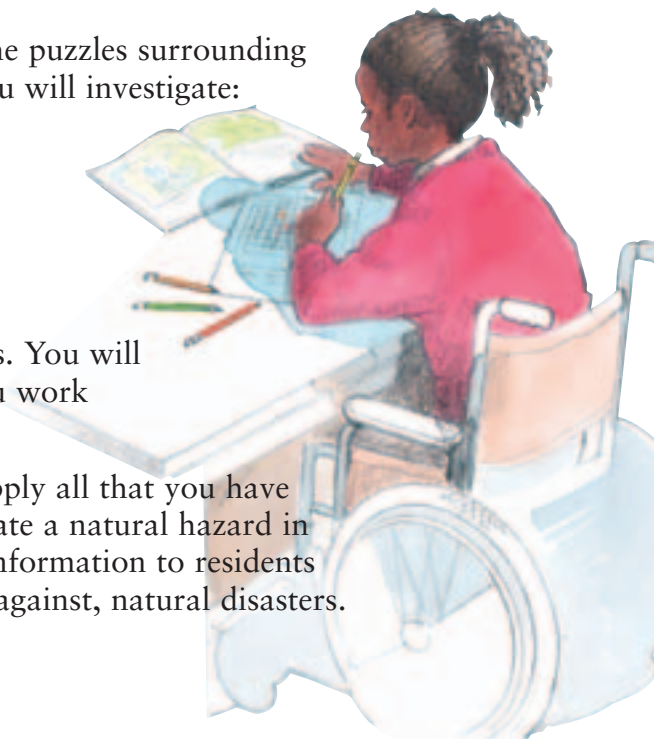 ne puzzles surrounding
u will investigate:
s. You will
u work
pply all that you have
ate a natural hazard in
nformation to residents
against, natural disasters.